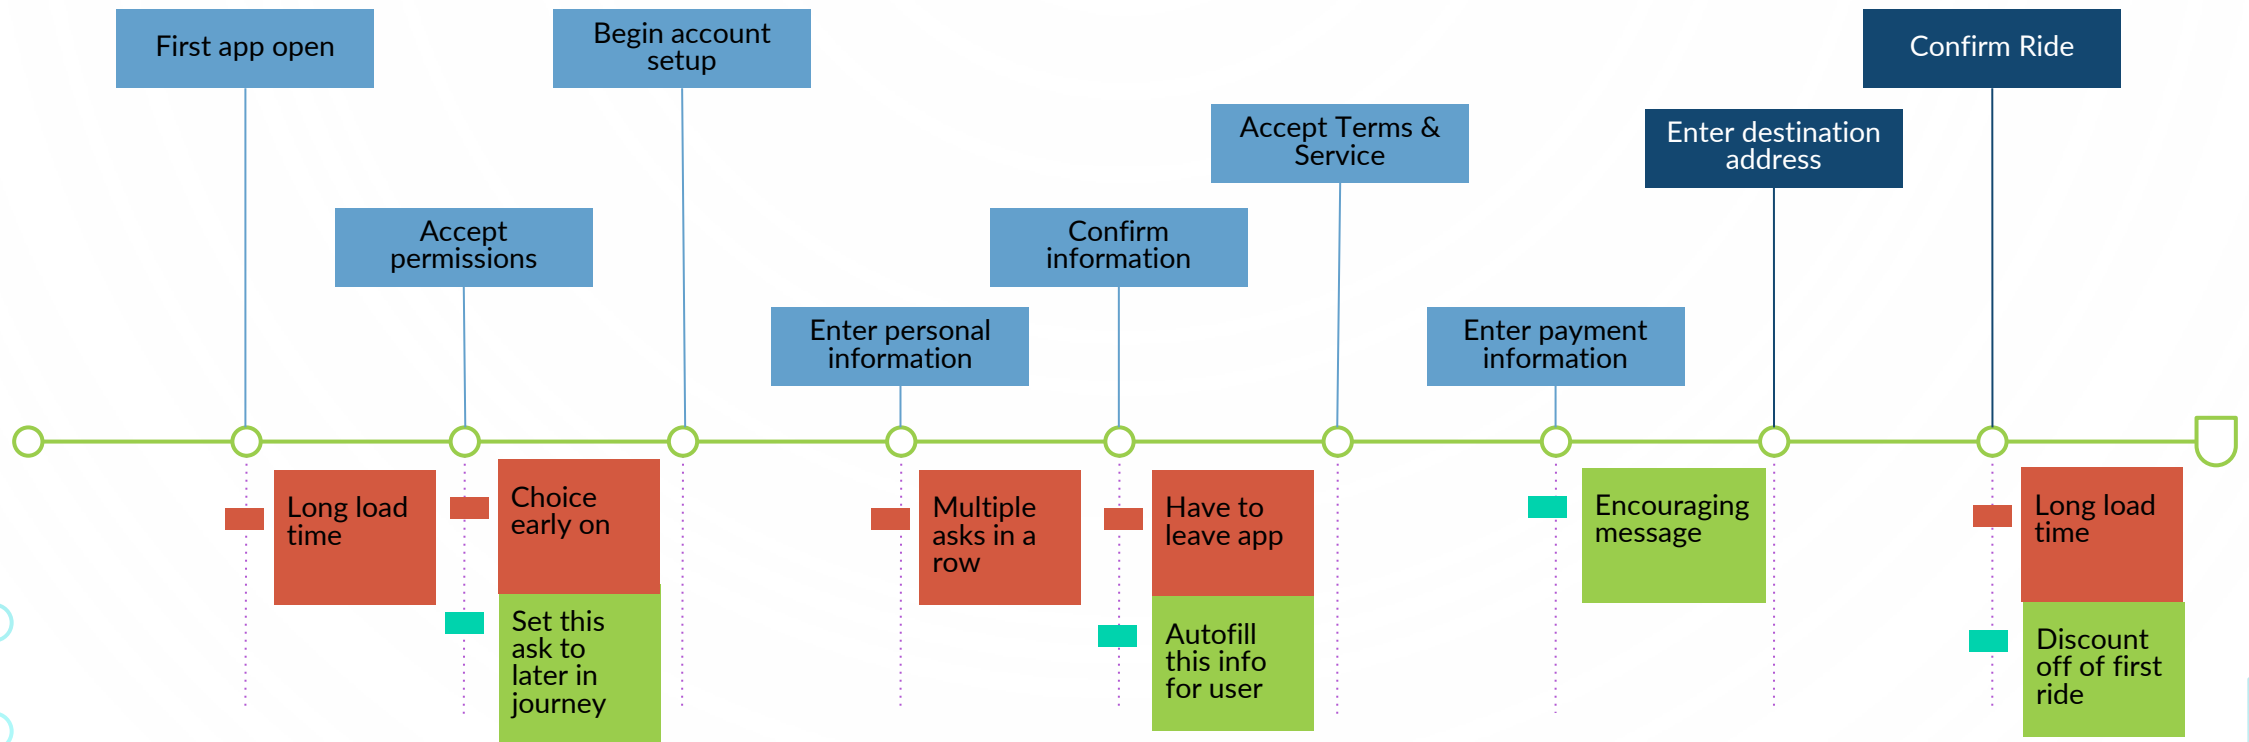 First app open
Begin account
setup
Confirm Ride
Accept Terms &
Service
Enter destination
address
Accept
permissions
Confirm
information
Enter personal
information
Enter payment
information
Long load
time
Choice
early on
Set this
ask to
later in
journey
Multiple
asks in a
row
Have to
leave app
Autofill
this info
for user
Encouraging
message
Long load
time
Discount
off of first
ride